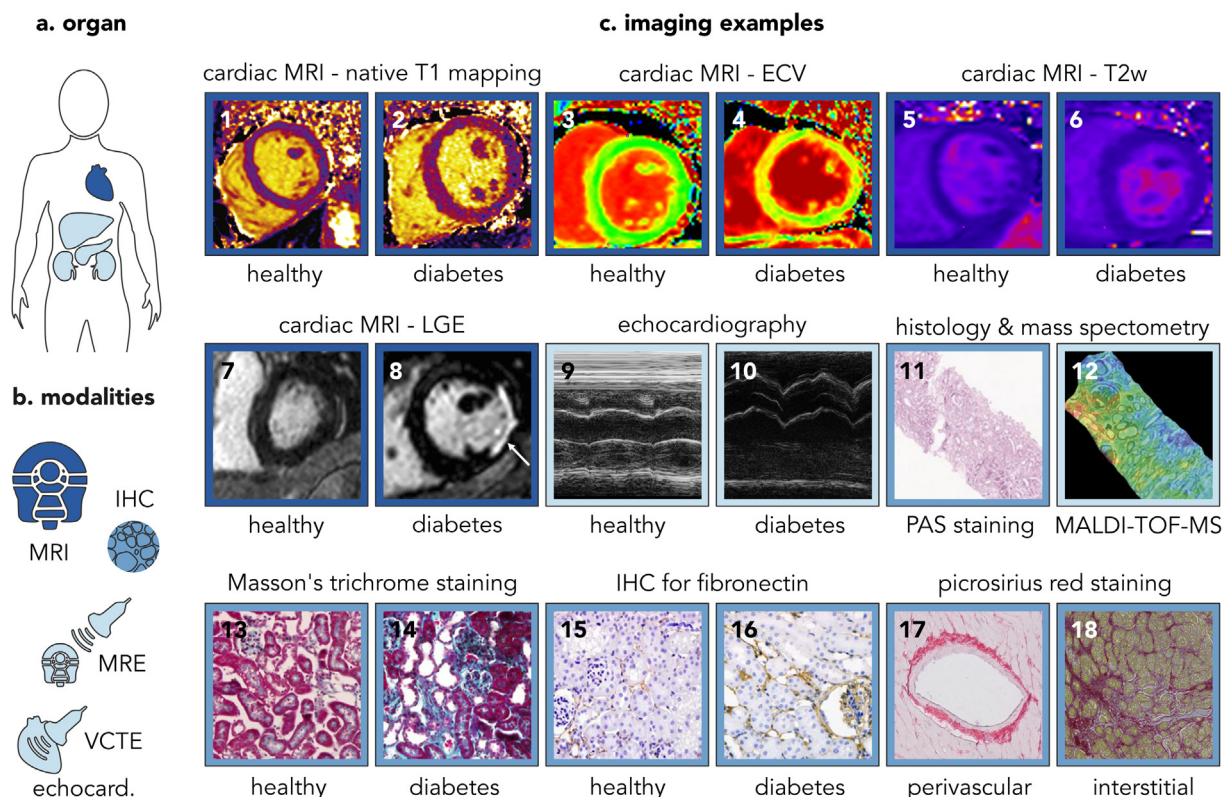 a. organ
c. imaging examples
cardiac MRI - native T1 mapping
cardiac MRI - ECV
cardiac MRI - T2w
1
2
3
4
5
6
healthy
diabetes
healthy
diabetes
healthy
diabetes
cardiac MRI - LGE
echocardiography
histology & mass spectometry
7
8
9
10
11
12
healthy
diabetes
healthy
diabetes
PAS staining
MALDI-TOF-MS
b. modalities
MRI
IHC
MRE
VCTE
echocard.
Masson's trichrome staining
IHC for fibronectin
picrosirius red staining
13
14
15
16
17
18
healthy
diabetes
healthy
diabetes
perivascular
interstitial